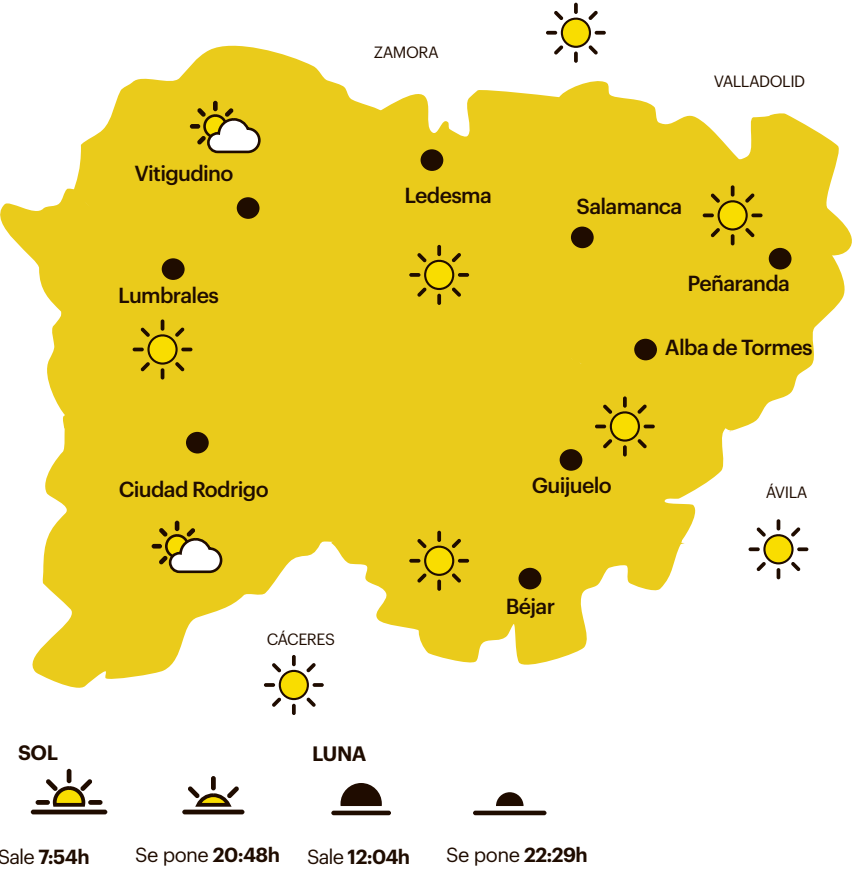 ZAMORA
VALLADOLID
Vitigudino
Ledesma
Salamanca
Peñaranda
Lumbrales
Alba de Tormes
Ciudad Rodrigo
Guijuelo
ÁVILA
Béjar
CÁCERES
SOL
LUNA
Sale 7:54h
Se pone 20:48h
Sale 12:04h
Se pone 22:29h